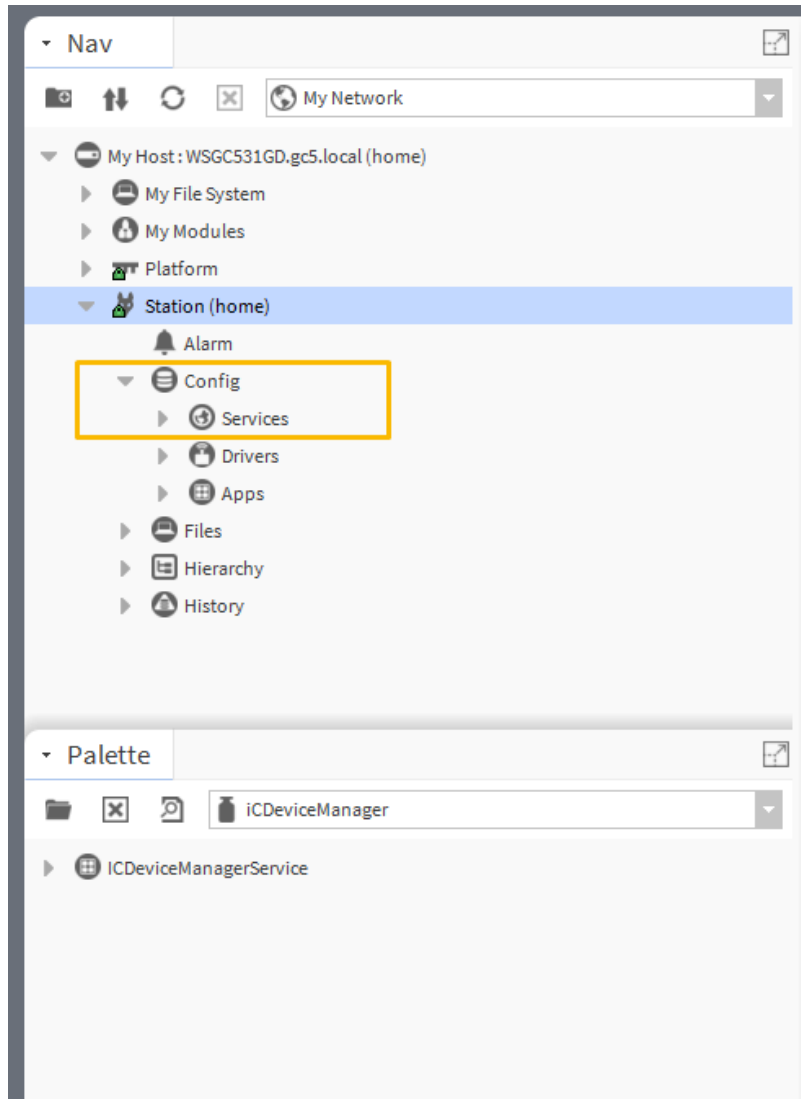 Nav
My Network
My Host : WSGC531GD.gc5.local (home)
My File System
My Modules
Platform
Station (home)
Alarm
Config
Services
Drivers
Apps
Files
Hierarchy
History
Palette
iCDeviceManager
ICDeviceManagerService